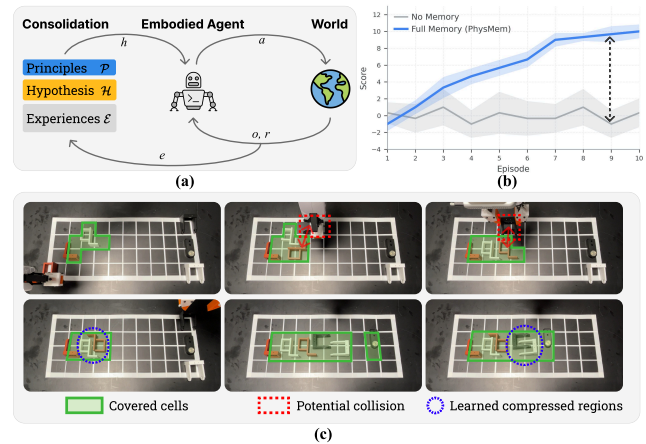 Consolidation
Embodied Agent
World
h
a
Principles 𝒫
Hypothesis ℋ
Experiences ℰ
>_
o, r
e
(a)
No Memory
Full Memory (PhysMem)
Score
12
10
8
6
4
2
0
−2
−4
1
2
3
4
5
6
7
8
9
10
Episode
(b)
Covered cells
Potential collision
Learned compressed regions
(c)